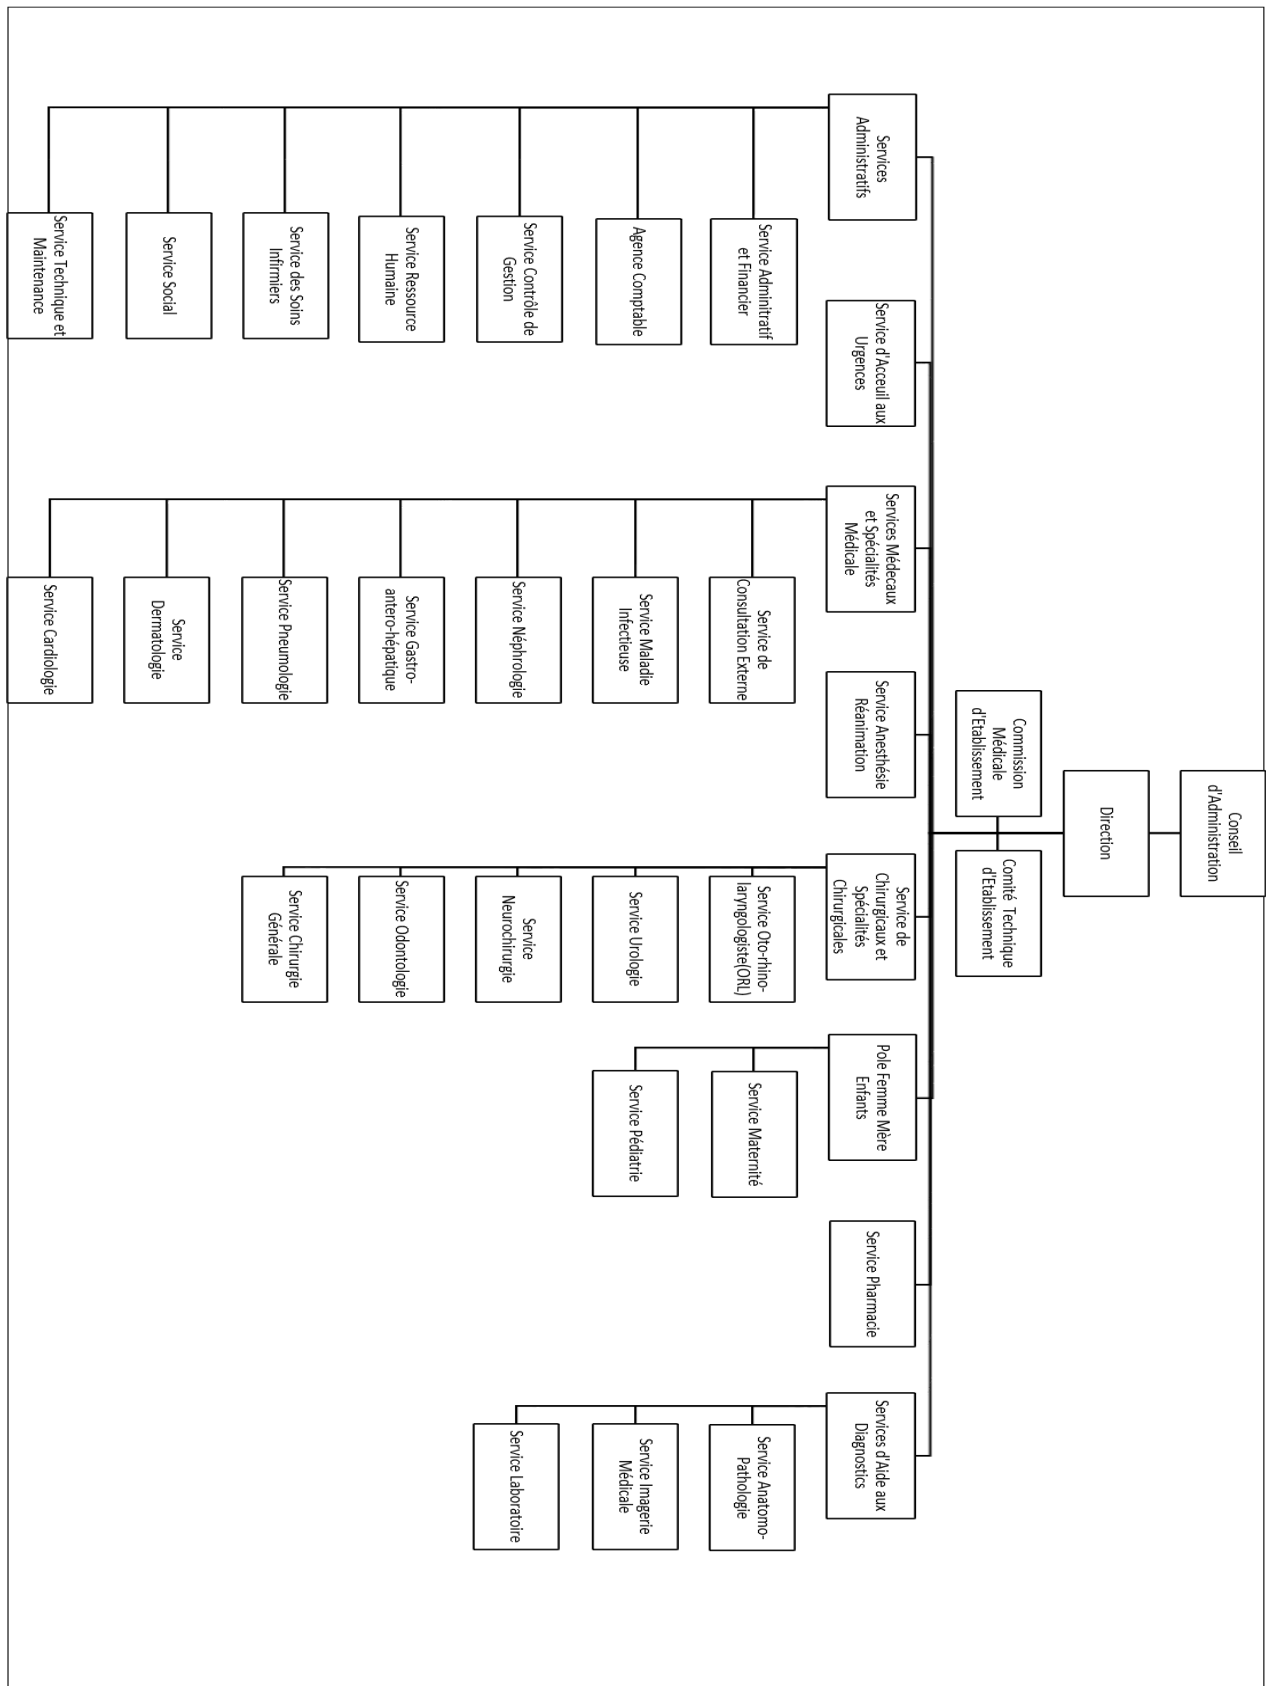 Conseil
d'Administration
Direction
Commission
Médicale
d'Etablissement
Comité Technique
d'Etablissement
Services
Administratifs
Service d'Acceuil aux
Urgences
Services Médecaux
et Spécialités
Médicale
Service Anesthésie
Réanimation
Service de
Chirurgicaux et
Spécialités
Chirurgicales
Pole Femme Mère
Enfants
Service Pharmacie
Services d'Aide aux
Diagnostics
Service Adminitratif
et Financier
Agence Comptable
Service Contrôle de
Gestion
Service Ressource
Humaine
Service des Soins
Infirmiers
Service Social
Service Technique et
Maintenance
Service de
Consultation Externe
Service Maladie
Infectieuse
Service Néphrologie
Service Gastro-
antero-hépatique
Service Pneumologie
Service
Dermatologie
Service Cardiologie
Service Oto-rhino-
laryngologiste(ORL)
Service Urologie
Service
Neurochirurgie
Service Odontologie
Service Chirurgie
Générale
Service Maternité
Service Pédiatrie
Service Anatomo-
Pathologie
Service Imagerie
Médicale
Service Laboratoire